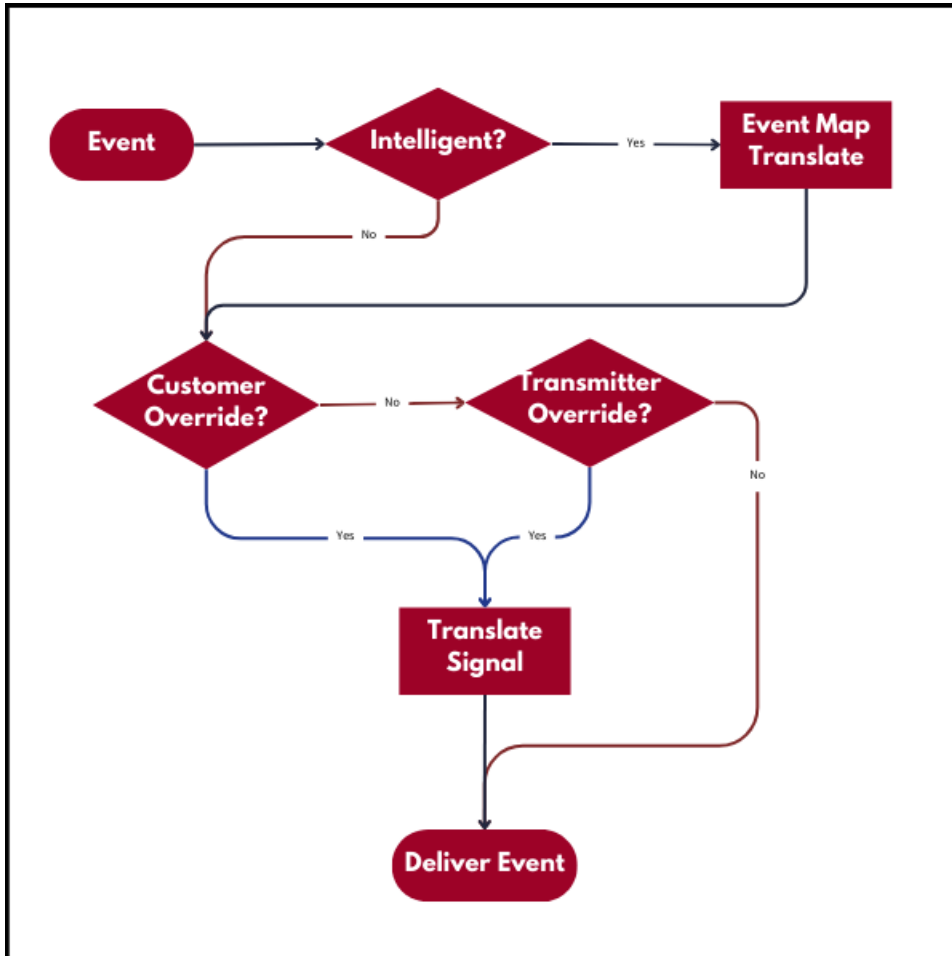 Event
Intelligent?
Yes
Event Map
Translate
No
Customer
Override?
No
Transmitter
Override?
No
Yes
Yes
Translate
Signal
Deliver Event